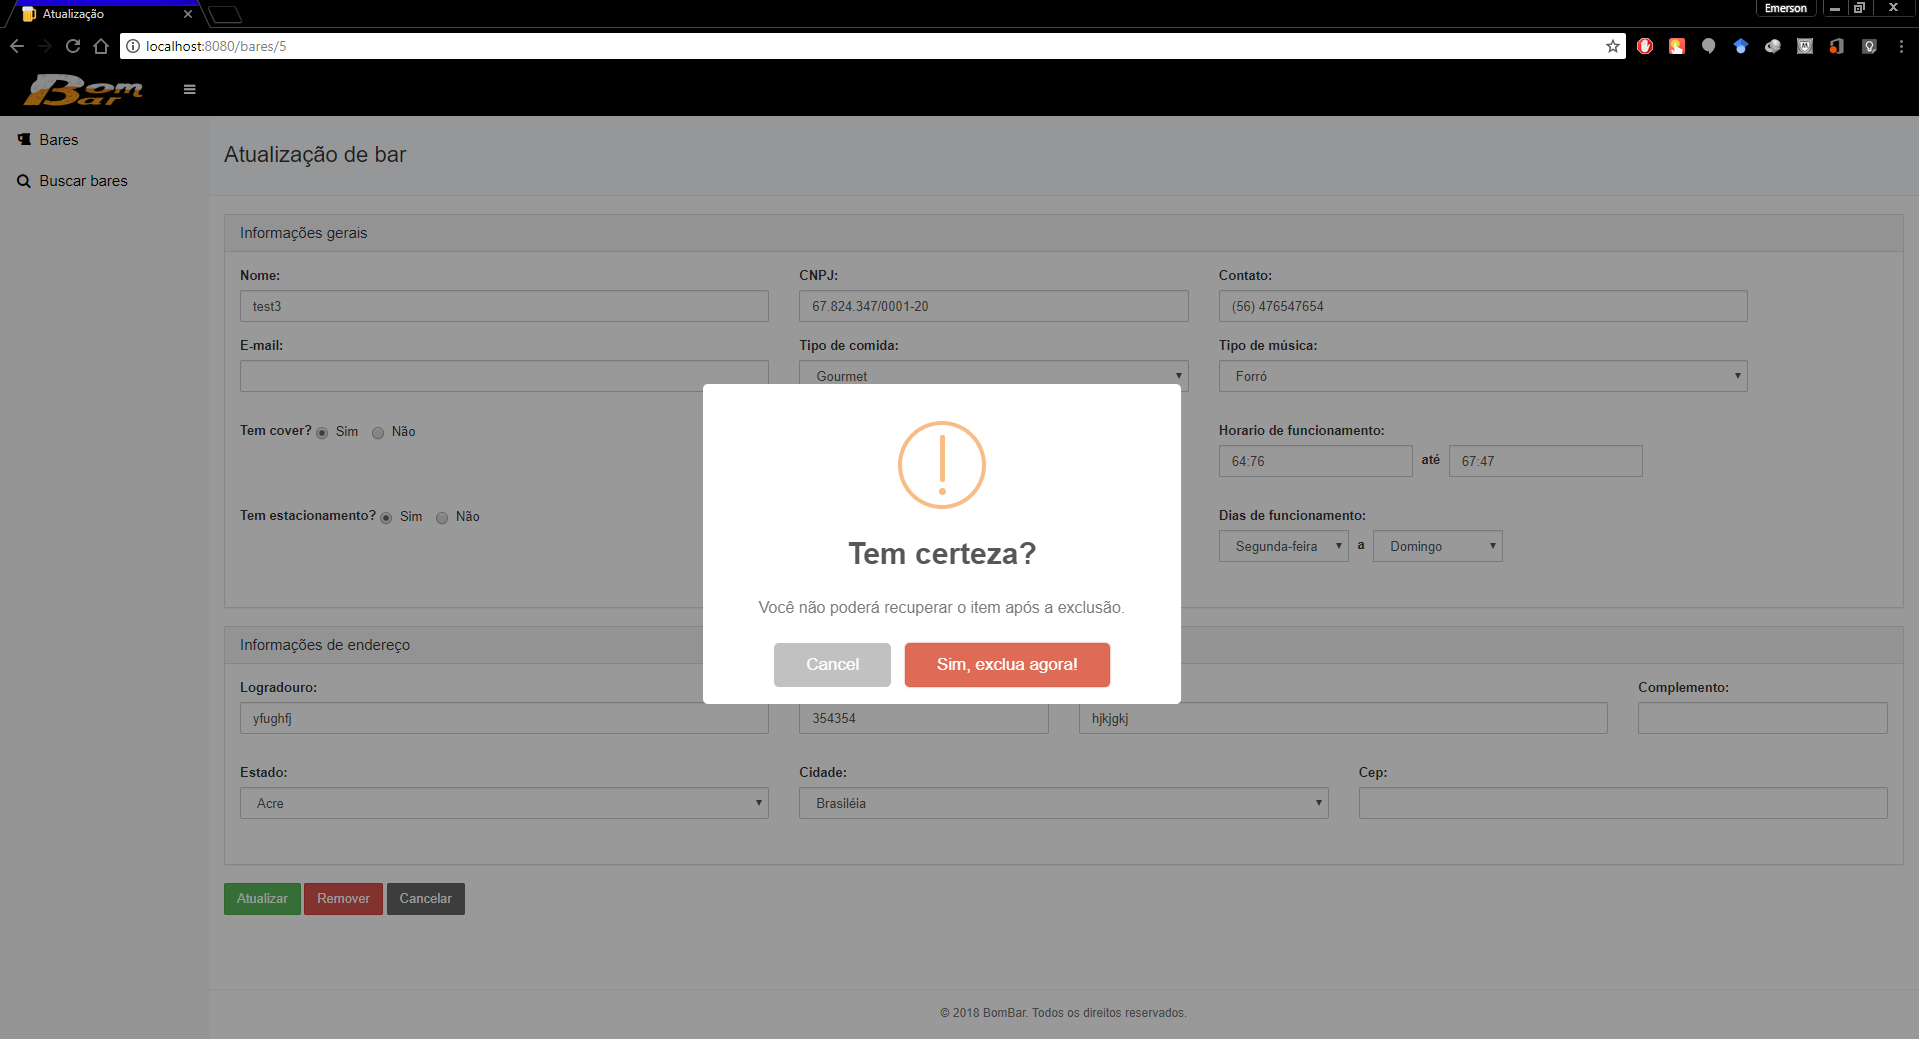 Atualização
Emerson
localhost:8080/bares/5
Bom
Bar
Bares
Buscar bares
Atualização de bar
Informações gerais
Nome: CNPJ: Contato:
test3 67.824.347/0001-20 (56) 476547654
E-mail: Tipo de comida: Tipo de música:
Gourmet Forró
Tem cover? Sim Não Horario de funcionamento:
64:76 até 67:47
Tem estacionamento? Sim Não Dias de funcionamento:
Segunda-feira a Domingo
Tem certeza?
Você não poderá recuperar o item após a exclusão.
Cancel Sim, exclua agora!
Informações de endereço
Logradouro: Complemento:
yfughfj 354354 hjkjgkj
Estado: Cidade: Cep:
Acre Brasiléia
Atualizar Remover Cancelar
© 2018 BomBar. Todos os direitos reservados.